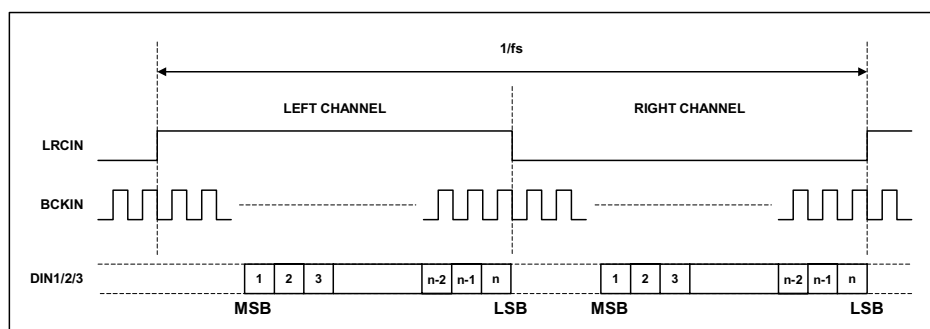 1/fs
LEFT CHANNEL RIGHT CHANNEL
LRCIN
BCKIN
DIN1/2/3 1 2 3 n-2 n-1 n 1 2 3 n-2 n-1 n
MSB LSB MSB LSB